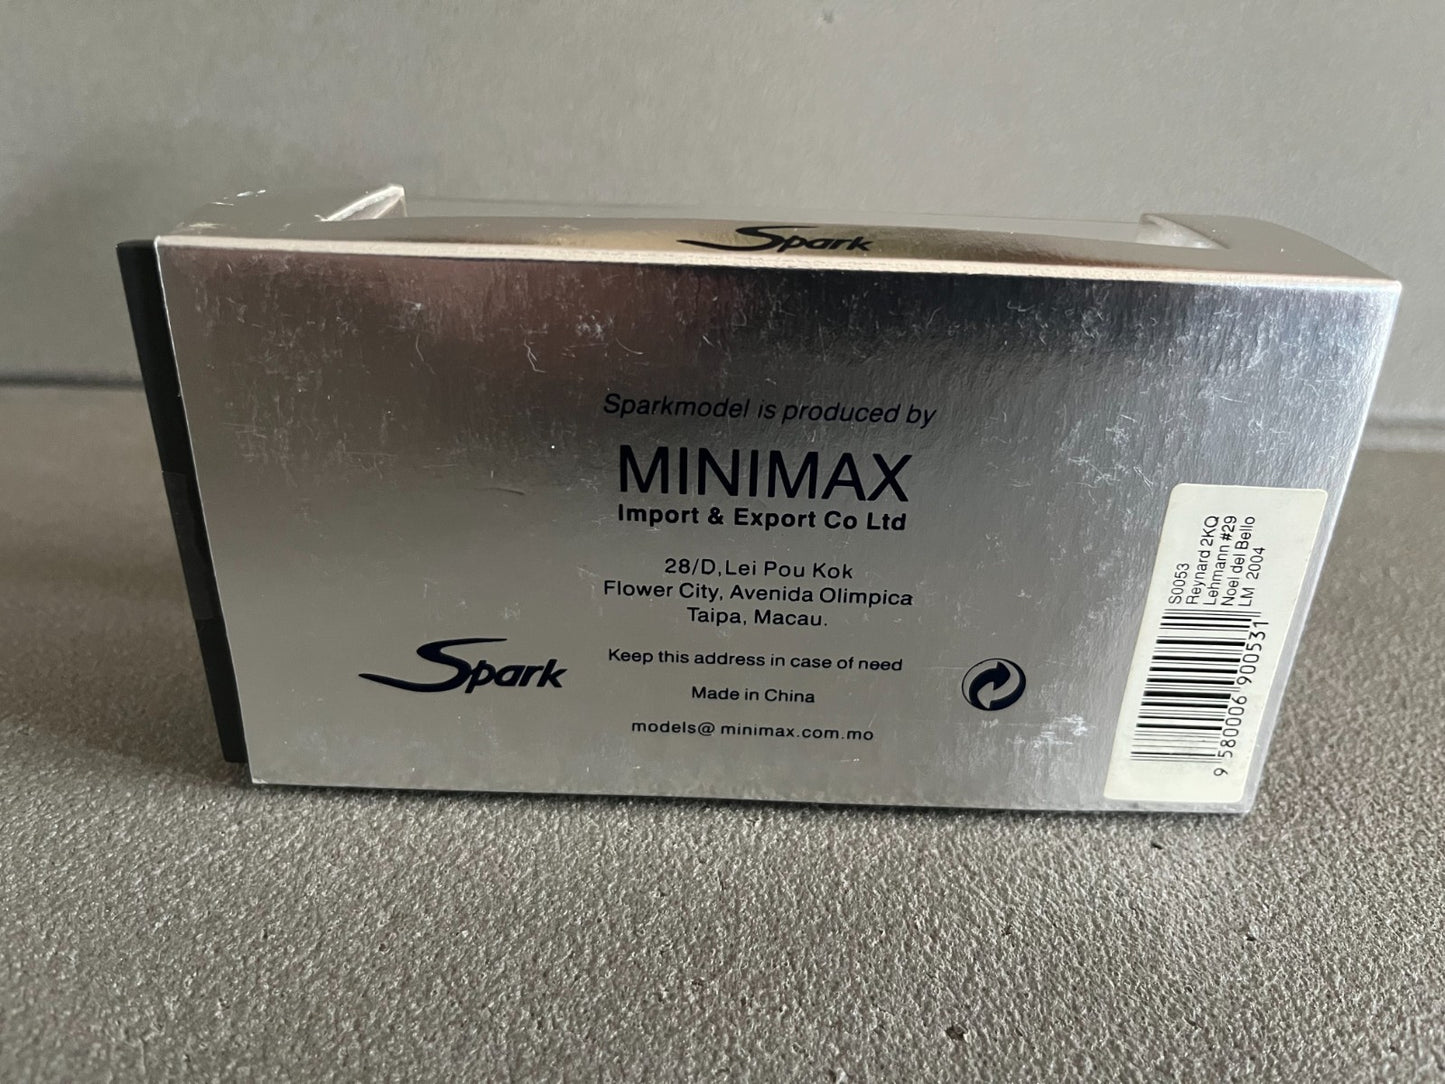 Spark
Sparkmodel is produced by
MINIMAX
Import & Export Co Ltd
28/D,Lei Pou Kok
Flower City, Avenida Olimpica
Taipa, Macau.
Keep this address in case of need
Made in China
models@ minimax.com.mo
Spark
S0053
Reynard 2KQ
Lehmann #29
Noel del Bello
LM 2004
9 580006 900531